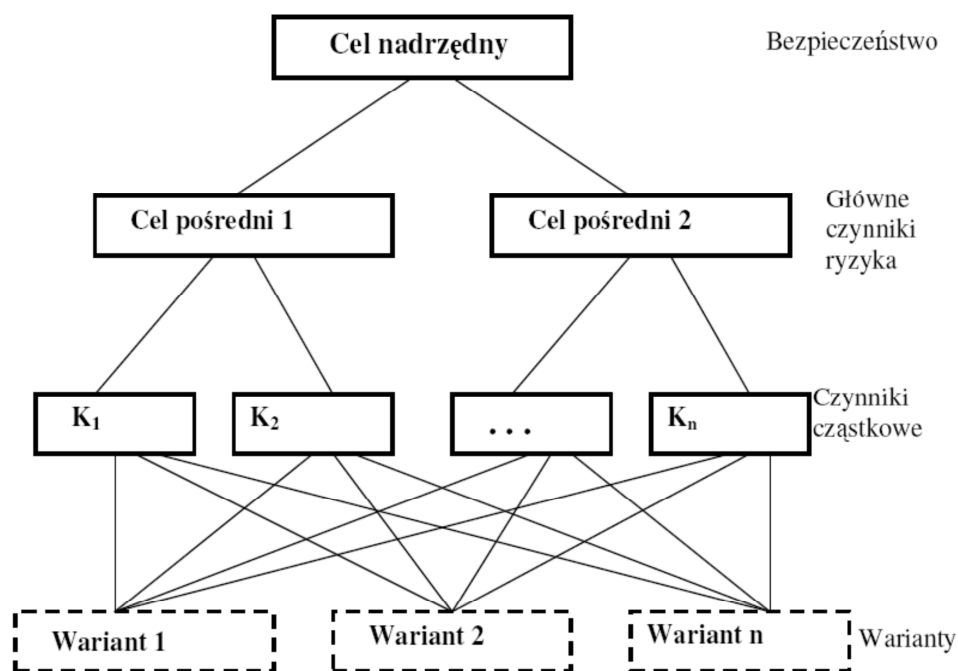 Cel nadrzędny
Bezpieczeństwo
Cel pośredni 1
Cel pośredni 2
Główne
czynniki
ryzyka
K₁
K₂
. . .
Kₙ
Czynniki
cząstkowe
Wariant 1
Wariant 2
Wariant n
Warianty